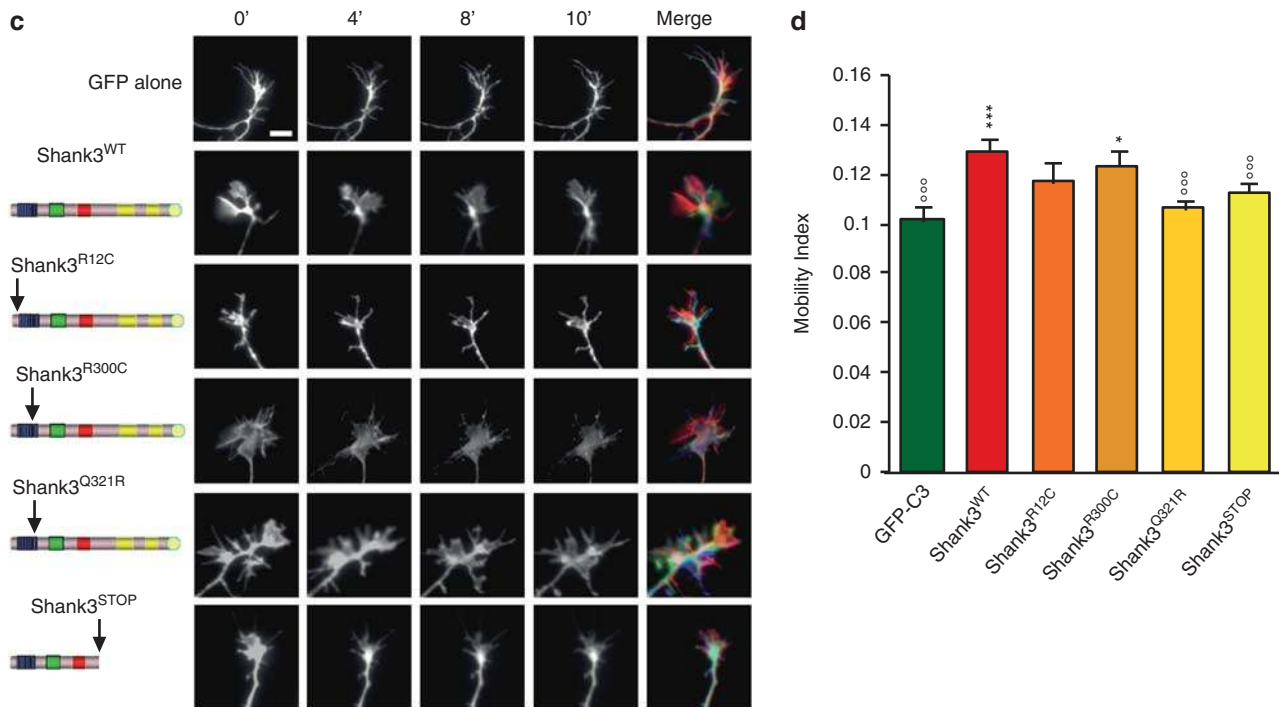 c
0’ 4’ 8’ 10’ Merge
GFP alone
Shank3WT
Shank3R12C
Shank3R300C
Shank3Q321R
Shank3STOP
d
0.16
0.14
0.12
0.1
0.08
0.06
0.04
0.02
0
Mobility Index
°°°
***
*
°°°
°°°
GFP-C3
Shank3WT
Shank3R12C
Shank3R300C
Shank3Q321R
Shank3STOP